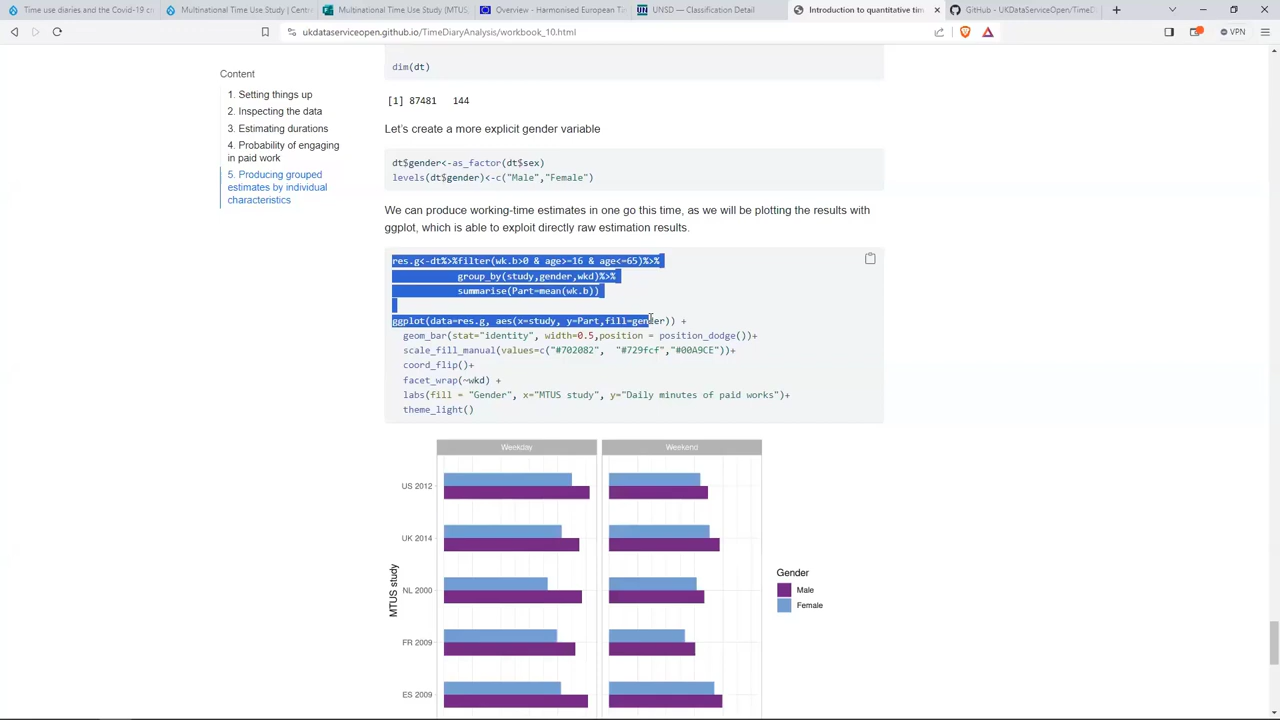 Time use diaries and the Covid-19 cr
Multinational Time Use Study | Centr
Multinational Time Use Study (MTUS,
Overview - Harmonised European Tim
UNSD — Classification Detail
Introduction to quantitative tim
GitHub - UKDataServiceOpen/TimeD
ukdataserviceopen.github.io/TimeDiaryAnalysis/workbook_10.html
VPN
Content
1. Setting things up
2. Inspecting the data
3. Estimating durations
4. Probability of engaging
in paid work
5. Producing grouped
estimates by individual
characteristics
dim(dt)
[1] 87481   144
Let's create a more explicit gender variable
dt$gender<-as_factor(dt$sex)
levels(dt$gender)<-c("Male","Female")
We can produce working-time estimates in one go this time, as we will be plotting the results with
ggplot, which is able to exploit directly raw estimation results.
res.g<-dt%>%filter(wk.b>0 & age>=16 & age<=65)%>%
group_by(study,gender,wkd)%>%
summarise(Part=mean(wk.b))
ggplot(data=res.g, aes(x=study, y=Part,fill=gender)) +
geom_bar(stat="identity", width=0.5,position = position_dodge())+
scale_fill_manual(values=c("#702082",  "#729fcf","#00A9CE"))+
coord_flip()+
facet_wrap(~wkd) +
labs(fill = "Gender", x="MTUS study", y="Daily minutes of paid works")+
theme_light()
Weekday
Weekend
US 2012
UK 2014
NL 2000
FR 2009
ES 2009
MTUS study
Gender
Male
Female